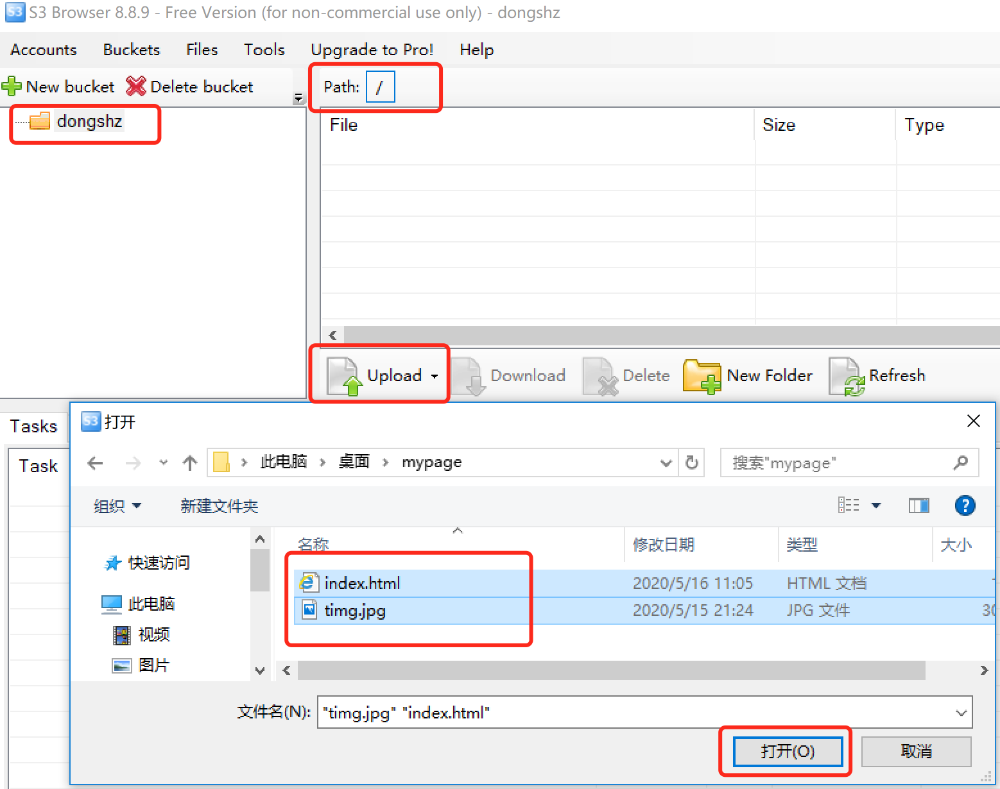 S3 Browser 8.8.9 - Free Version (for non-commercial use only) - dongshz
Accounts Buckets Files Tools Upgrade to Pro! Help
New bucket Delete bucket Path: /
dongshz
File Size Type
Upload Download Delete New Folder Refresh
Tasks
Task
S3 打开
此电脑 > 桌面 > mypage 搜索"mypage"
组织 新建文件夹 ?
名称 修改日期 类型 大小
快速访问
此电脑
视频
图片
index.html 2020/5/16 11:05 HTML 文档
timg.jpg 2020/5/15 21:24 JPG 文件
文件名(N): "timg.jpg" "index.html"
打开(O) 取消